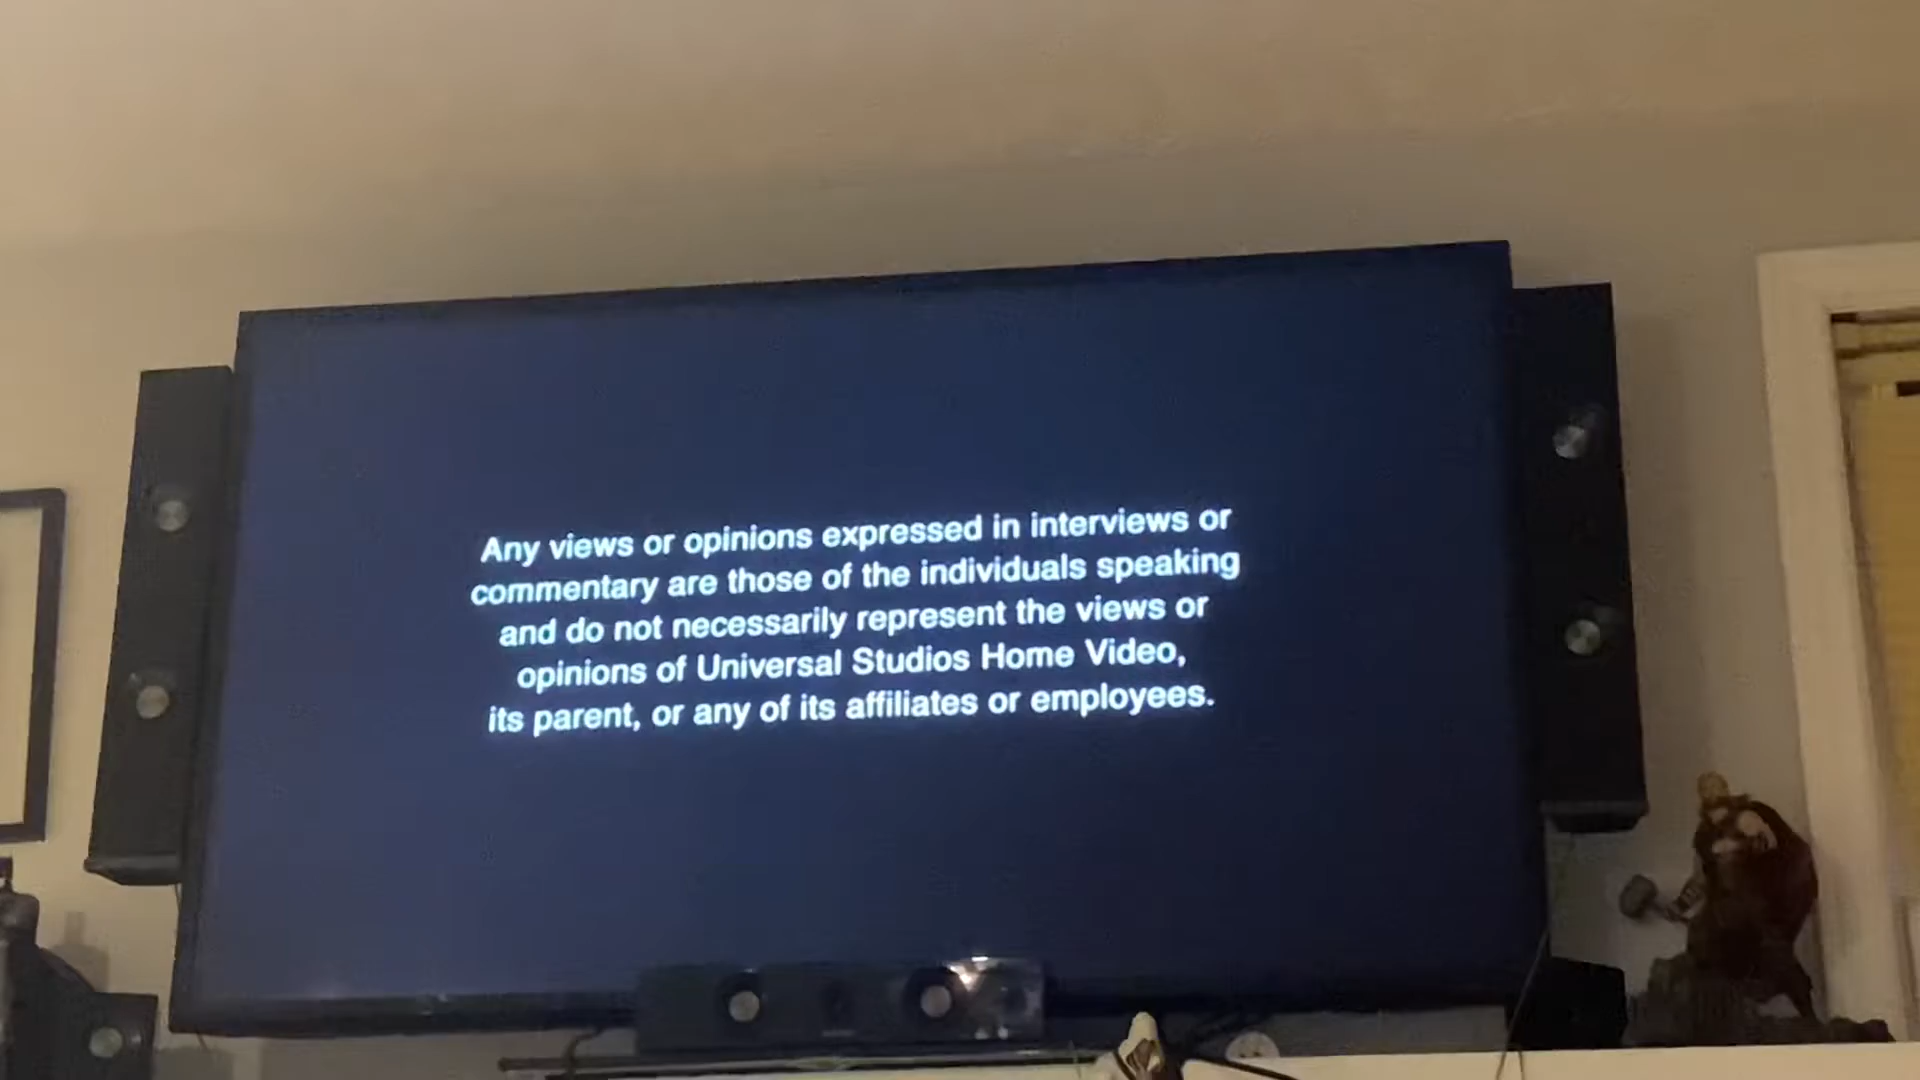 Any views or opinions expressed in interviews or
commentary are those of the individuals speaking
and do not necessarily represent the views or
opinions of Universal Studios Home Video,
its parent, or any of its affiliates or employees.